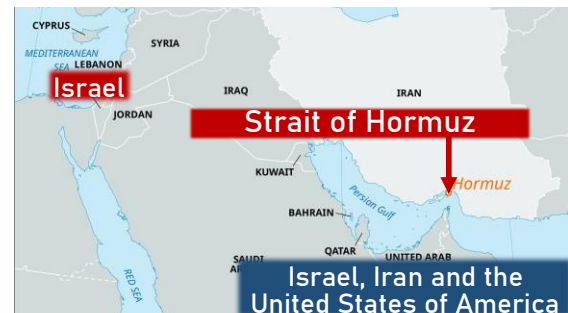 CYPRUS
SYRIA
MEDITERRANEAN
SEA
LEBANON
Israel
IRAQ
IRAN
JORDAN
Strait of Hormuz
KUWAIT
Hormuz
Persian Gulf
BAHRAIN
QATAR
UNITED ARAB
SAUDI
RED SEA
Israel, Iran and the
United States of America